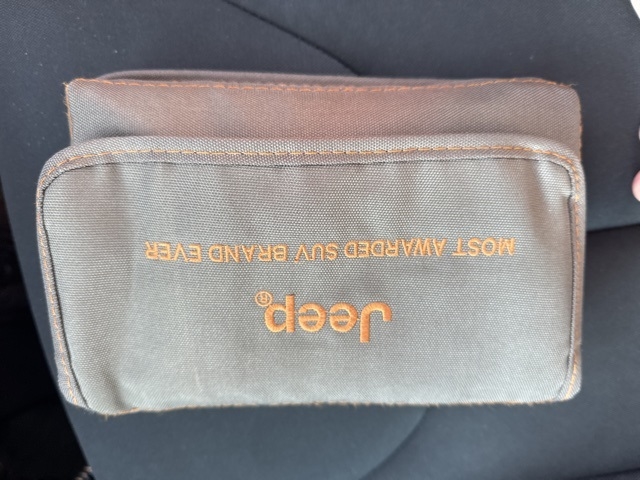 Jeep®
MOST AWARDED SUV BRAND EVER